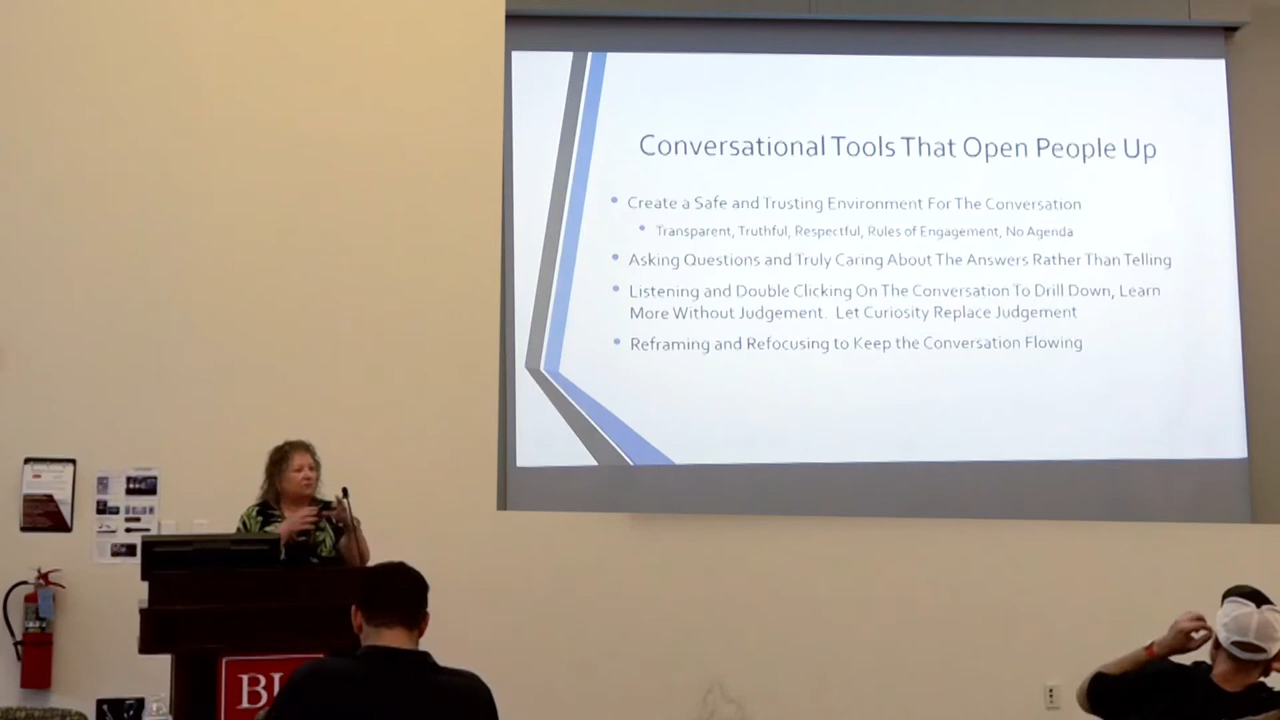 Conversational Tools That Open People Up
Create a Safe and Trusting Environment For The Conversation
Transparent, Truthful, Respectful, Rules of Engagement, No Agenda
Asking Questions and Truly Caring About The Answers Rather Than Telling
Listening and Double Clicking On The Conversation To Drill Down, Learn
More Without Judgement. Let Curiosity Replace Judgement
Reframing and Refocusing to Keep the Conversation Flowing